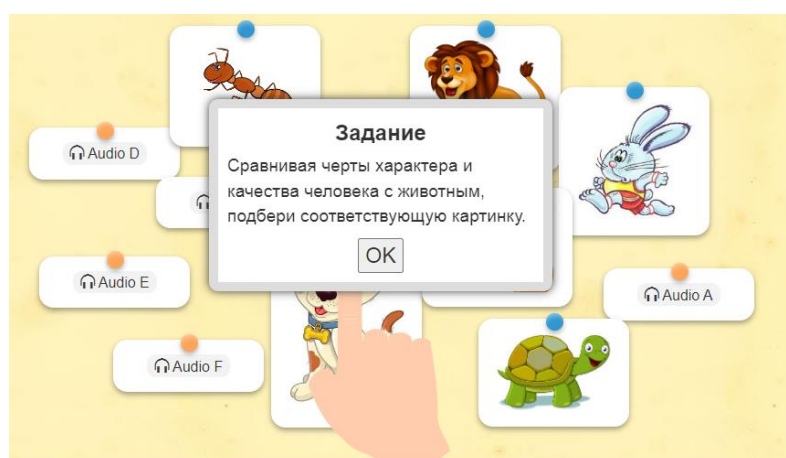 Задание
Сравнивая черты характера и
качества человека с животным,
подбери соответствующую картинку.
OK
Audio D
Audio E
Audio A
Audio F